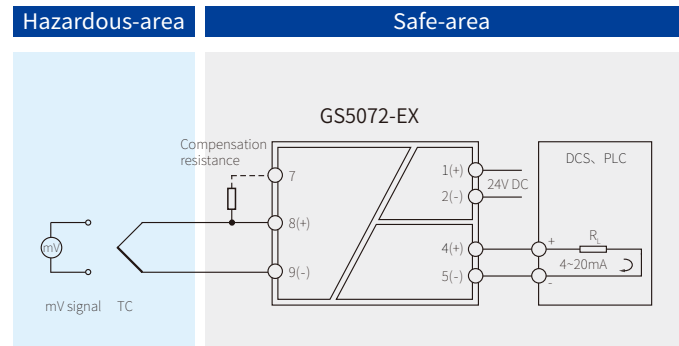 Hazardous-area
Safe-area
GS5072-EX
Compensation
resistance
7
1(+)
24V DC
2(-)
DCS、PLC
8(+)
mV
4(+)
+
R_L
4~20mA
9(-)
5(-)
-
mV signal
TC